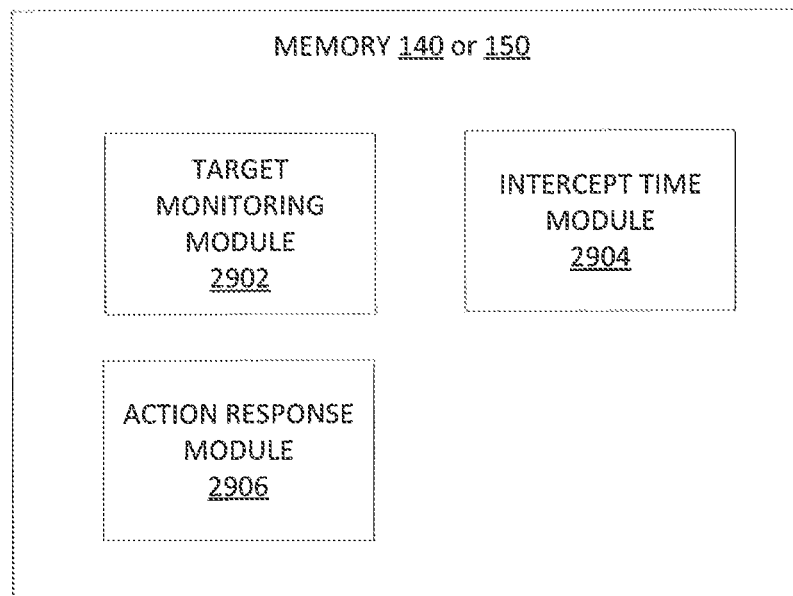 MEMORY 140 or 150
TARGET
MONITORING
MODULE
2902
INTERCEPT TIME
MODULE
2904
ACTION RESPONSE
MODULE
2906